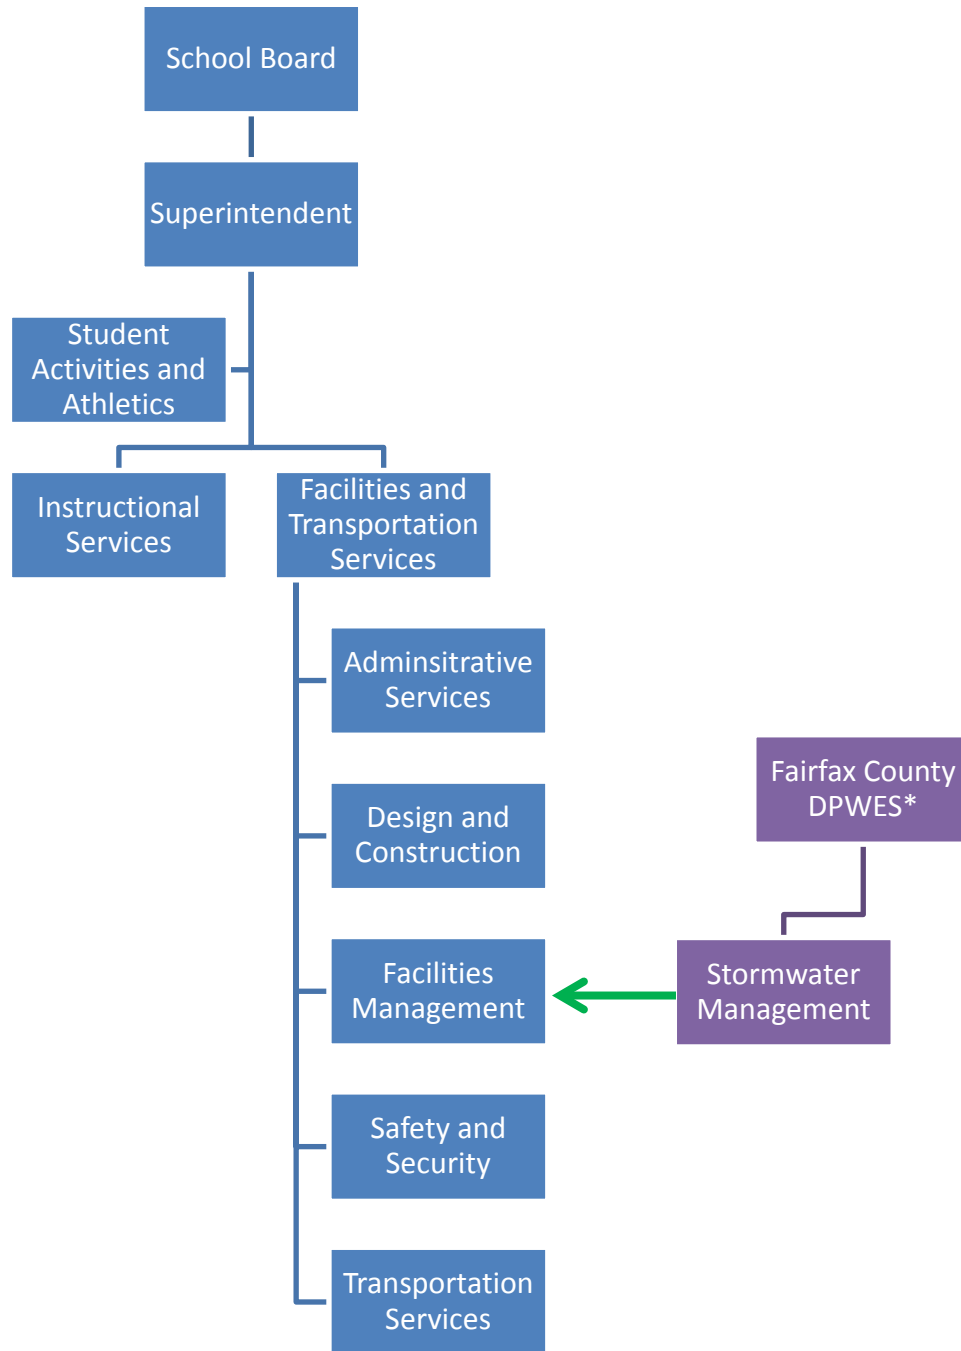 School Board
Superintendent
Student
Activities and
Athletics
Instructional
Services
Facilities and
Transportation
Services
Adminsitrative
Services
Design and
Construction
Fairfax County
DPWES*
Facilities
Management
Stormwater
Management
Safety and
Security
Transportation
Services